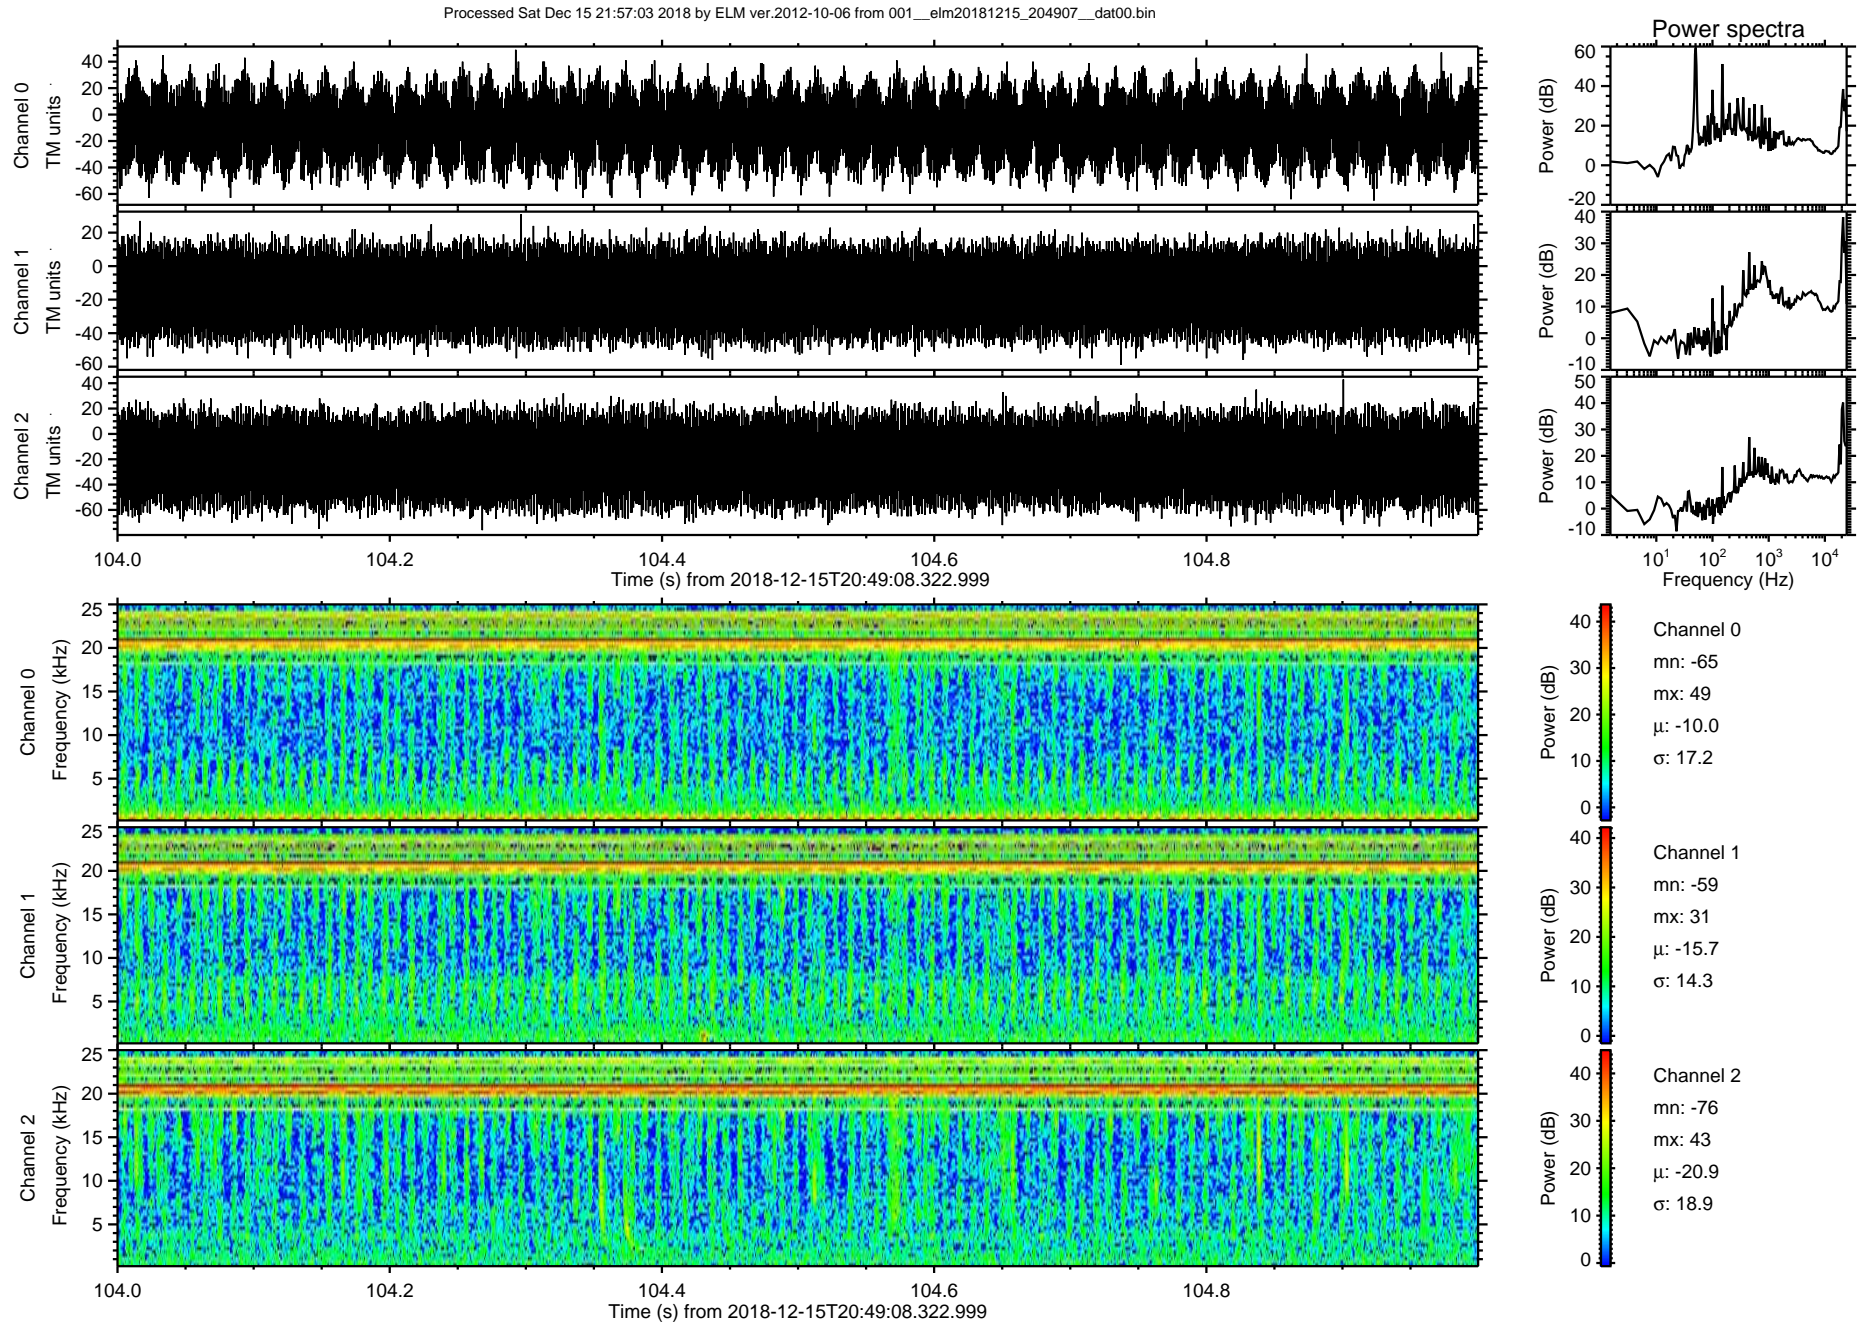 Processed Sat Dec 15 21:57:03 2018 by ELM ver.2012-10-06 from 001__elm20181215_204907__dat00.bin
Power spectra
Channel 0
TM units
40
20
0
-20
-40
-60
Power (dB)
60
40
20
0
-20
Channel 1
TM units
20
0
-20
-40
-60
Power (dB)
40
30
20
10
0
-10
Channel 2
TM units
40
20
0
-20
-40
-60
Power (dB)
50
40
30
20
10
0
-10
104.0 104.2 104.4 104.6 104.8
Time (s) from 2018-12-15T20:49:08.322.999
10¹ 10² 10³ 10⁴
Frequency (Hz)
Channel 0
Frequency (kHz)
25
20
15
10
5
Power (dB)
40
30
20
10
0
Channel 0
mn: -65
mx: 49
μ: -10.0
σ: 17.2
Channel 1
Frequency (kHz)
25
20
15
10
5
Power (dB)
40
30
20
10
0
Channel 1
mn: -59
mx: 31
μ: -15.7
σ: 14.3
Channel 2
Frequency (kHz)
25
20
15
10
5
Power (dB)
40
30
20
10
0
Channel 2
mn: -76
mx: 43
μ: -20.9
σ: 18.9
104.0 104.2 104.4 104.6 104.8
Time (s) from 2018-12-15T20:49:08.322.999